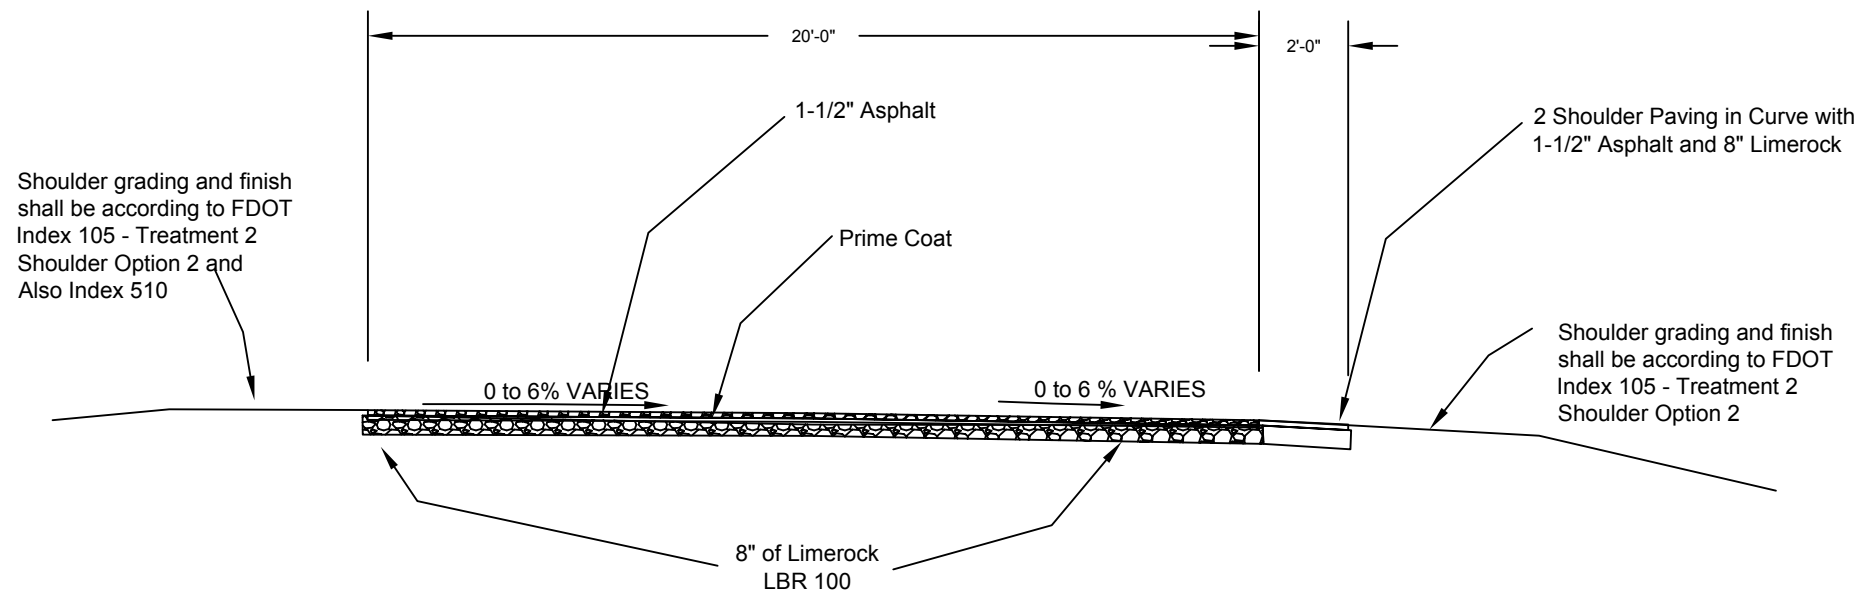 20'-0"
2'-0"
1-1/2" Asphalt
2 Shoulder Paving in Curve with
1-1/2" Asphalt and 8" Limerock
Shoulder grading and finish
shall be according to FDOT
Index 105 - Treatment 2
Shoulder Option 2 and
Also Index 510
Prime Coat
Shoulder grading and finish
shall be according to FDOT
Index 105 - Treatment 2
Shoulder Option 2
0 to 6% VARIES
0 to 6 % VARIES
8" of Limerock
LBR 100